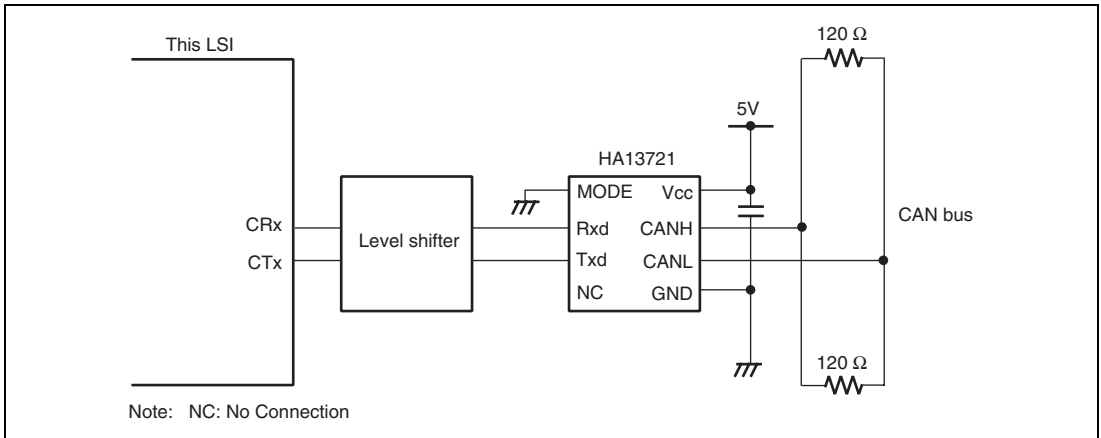 This LSI
120 Ω
5V
HA13721
MODE Vcc
CRx
Level shifter
Rxd CANH
CAN bus
CTx
Txd CANL
NC GND
120 Ω
Note: NC: No Connection